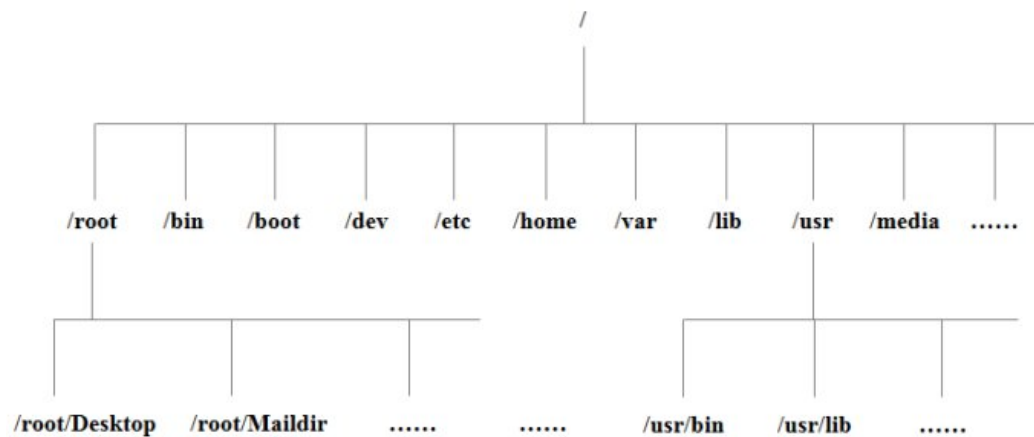 /
/root /bin /boot /dev /etc /home /var /lib /usr /media ......
/root/Desktop /root/Maildir ...... ...... /usr/bin /usr/lib ......